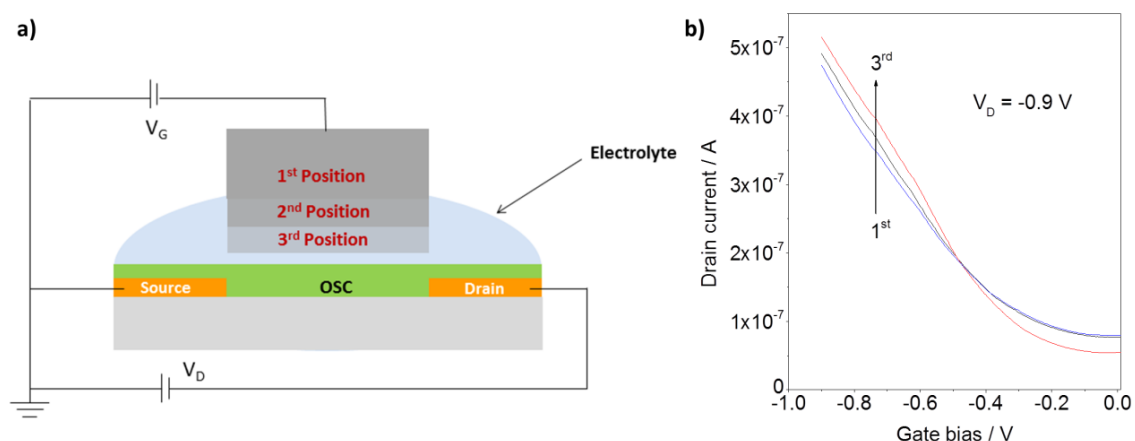 a)
V_G
1st Position
2nd Position
3rd Position
Electrolyte
Source
OSC
Drain
V_D
b)
5x10^-7
4x10^-7
3x10^-7
2x10^-7
1x10^-7
0
3rd
1st
V_D = -0.9 V
Drain current / A
-1.0 -0.8 -0.6 -0.4 -0.2 0.0
Gate bias / V